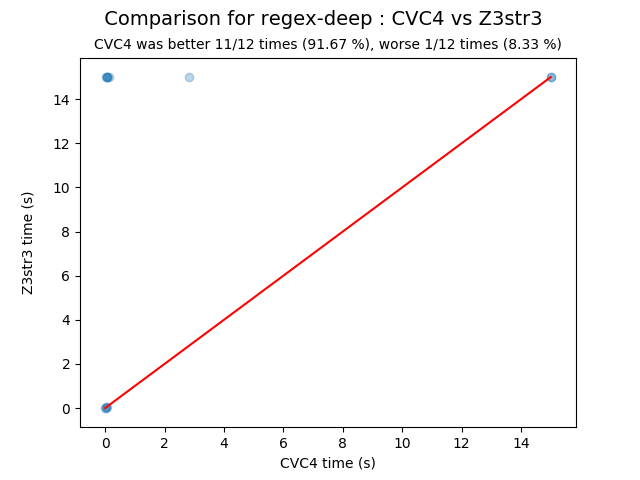 Comparison for regex-deep : CVC4 vs Z3str3
CVC4 was better 11/12 times (91.67 %), worse 1/12 times (8.33 %)
Z3str3 time (s)
14
12
10
8
6
4
2
0
0 2 4 6 8 10 12 14
CVC4 time (s)